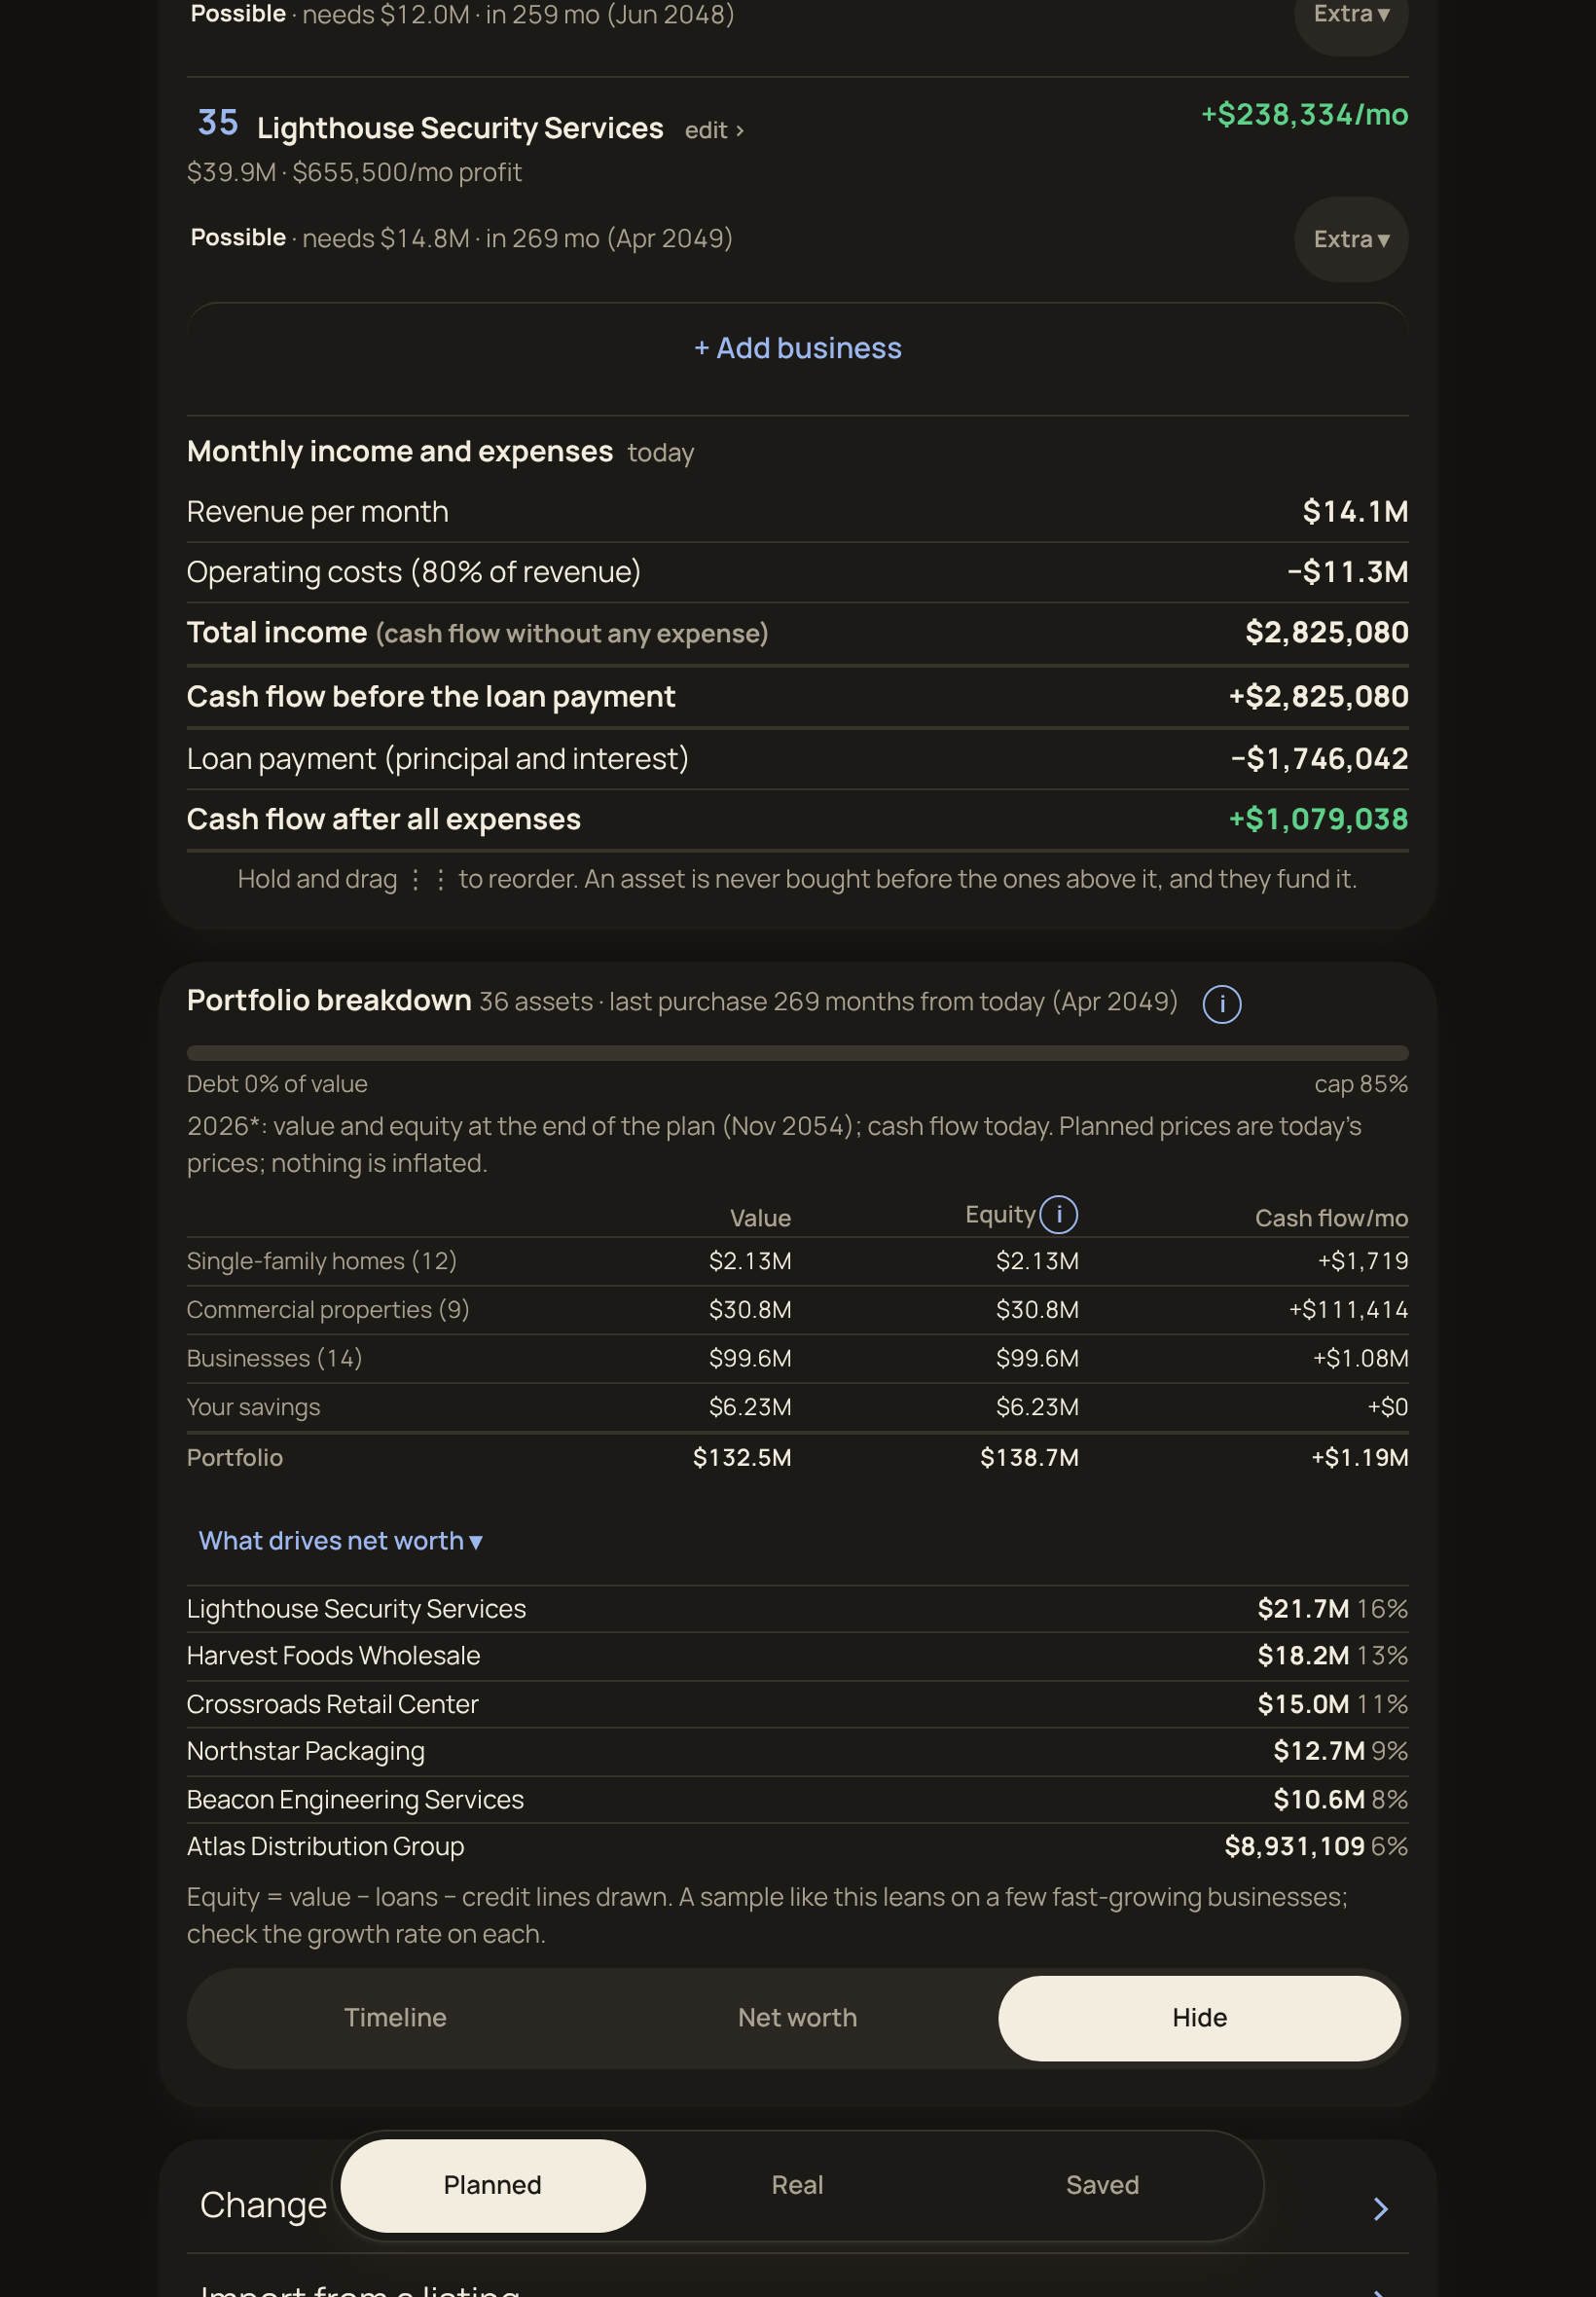 Possible · needs $12.0M · in 259 mo (Jun 2048)
Extra ▾
35 Lighthouse Security Services edit ›
+$238,334/mo
$39.9M · $655,500/mo profit
Possible · needs $14.8M · in 269 mo (Apr 2049)
Extra ▾
+ Add business
Monthly income and expenses today
Revenue per month $14.1M
Operating costs (80% of revenue) −$11.3M
Total income (cash flow without any expense) $2,825,080
Cash flow before the loan payment +$2,825,080
Loan payment (principal and interest) −$1,746,042
Cash flow after all expenses +$1,079,038
Hold and drag ⋮⋮ to reorder. An asset is never bought before the ones above it, and they fund it.
Portfolio breakdown 36 assets · last purchase 269 months from today (Apr 2049) i
Debt 0% of value cap 85%
2026*: value and equity at the end of the plan (Nov 2054); cash flow today. Planned prices are today’s
prices; nothing is inflated.
Value Equity i Cash flow/mo
Single-family homes (12) $2.13M $2.13M +$1,719
Commercial properties (9) $30.8M $30.8M +$111,414
Businesses (14) $99.6M $99.6M +$1.08M
Your savings $6.23M $6.23M +$0
Portfolio $132.5M $138.7M +$1.19M
What drives net worth ▾
Lighthouse Security Services $21.7M 16%
Harvest Foods Wholesale $18.2M 13%
Crossroads Retail Center $15.0M 11%
Northstar Packaging $12.7M 9%
Beacon Engineering Services $10.6M 8%
Atlas Distribution Group $8,931,109 6%
Equity = value − loans − credit lines drawn. A sample like this leans on a few fast-growing businesses;
check the growth rate on each.
Timeline Net worth Hide
Change
Planned Real Saved
Import from a listing